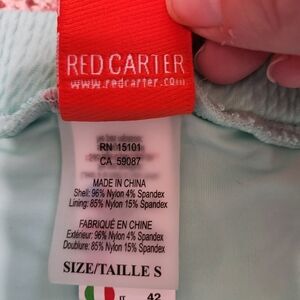 RED CARTER
www.redcarter.com
RN 15101
CA 59087
MADE IN CHINA
Shell: 96% Nylon 4% Spandex
Lining: 85% Nylon 15% Spandex
FABRIQUÉ EN CHINE
Extérieur: 96% Nylon 4% Spandex
Doublure: 85% Nylon 15% Spandex
SIZE/TAILLE S
IT 42